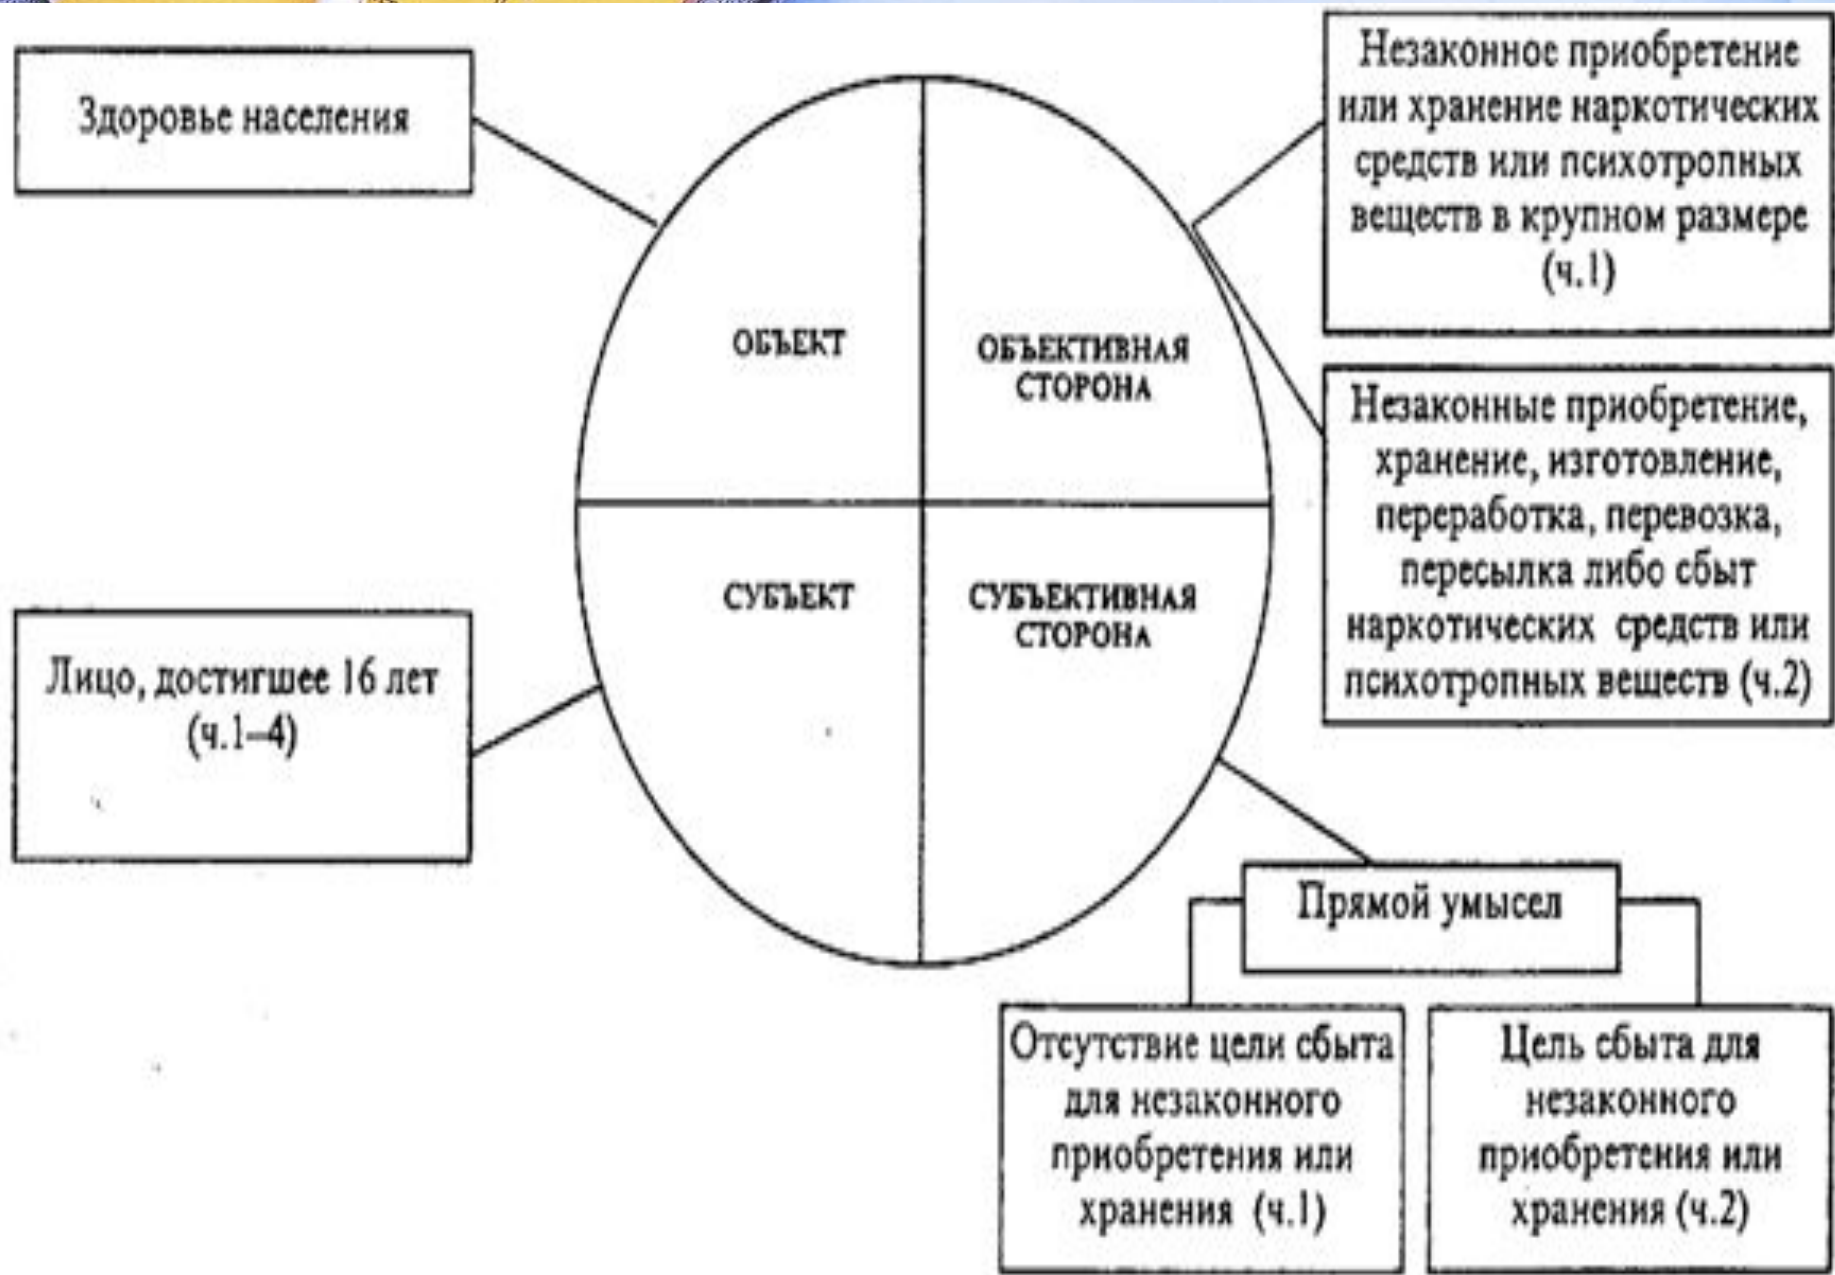 Здоровье населения
Незаконное приобретение
или хранение наркотических
средств или психотропных
веществ в крупном размере
(ч.1)
ОБЪЕКТ
ОБЪЕКТИВНАЯ
СТОРОНА
Незаконные приобретение,
хранение, изготовление,
переработка, перевозка,
пересылка либо сбыт
наркотических средств или
психотропных веществ (ч.2)
СУБЪЕКТ
СУБЪЕКТИВНАЯ
СТОРОНА
Лицо, достигшее 16 лет
(ч.1–4)
Прямой умысел
Отсутствие цели сбыта
для незаконного
приобретения или
хранения (ч.1)
Цель сбыта для
незаконного
приобретения или
хранения (ч.2)